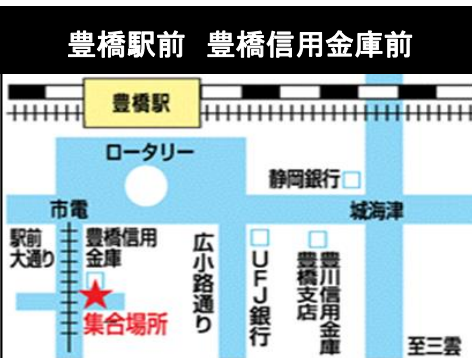 豊橋駅前 豊橋信用金庫前
豊橋駅
ロータリー
静岡銀行
市電
城海津
駅前
大通り
豊橋信用
金庫
広小路通り
UFJ銀行
豊川信用金庫
豊橋支店
集合場所
至三雲